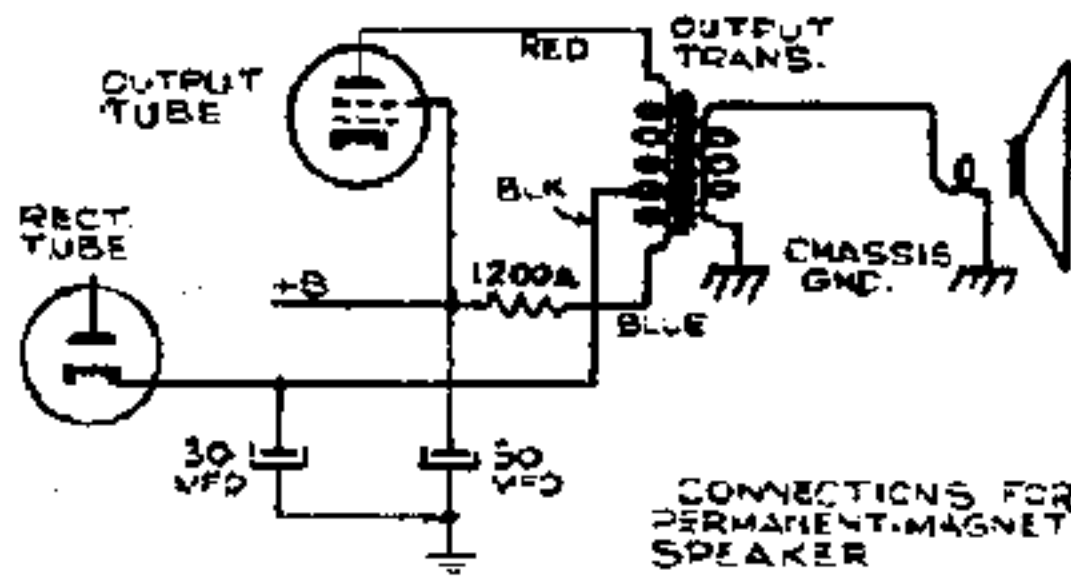 OUTPUT
TRANS.
RED
OUTPUT
TUBE
BLK
RECT.
TUBE
1200Ω
+B
CHASSIS
GND.
BLUE
30
MFD
MFD
CONNECTIONS FOR
PERMANENT-MAGNET
SPEAKER